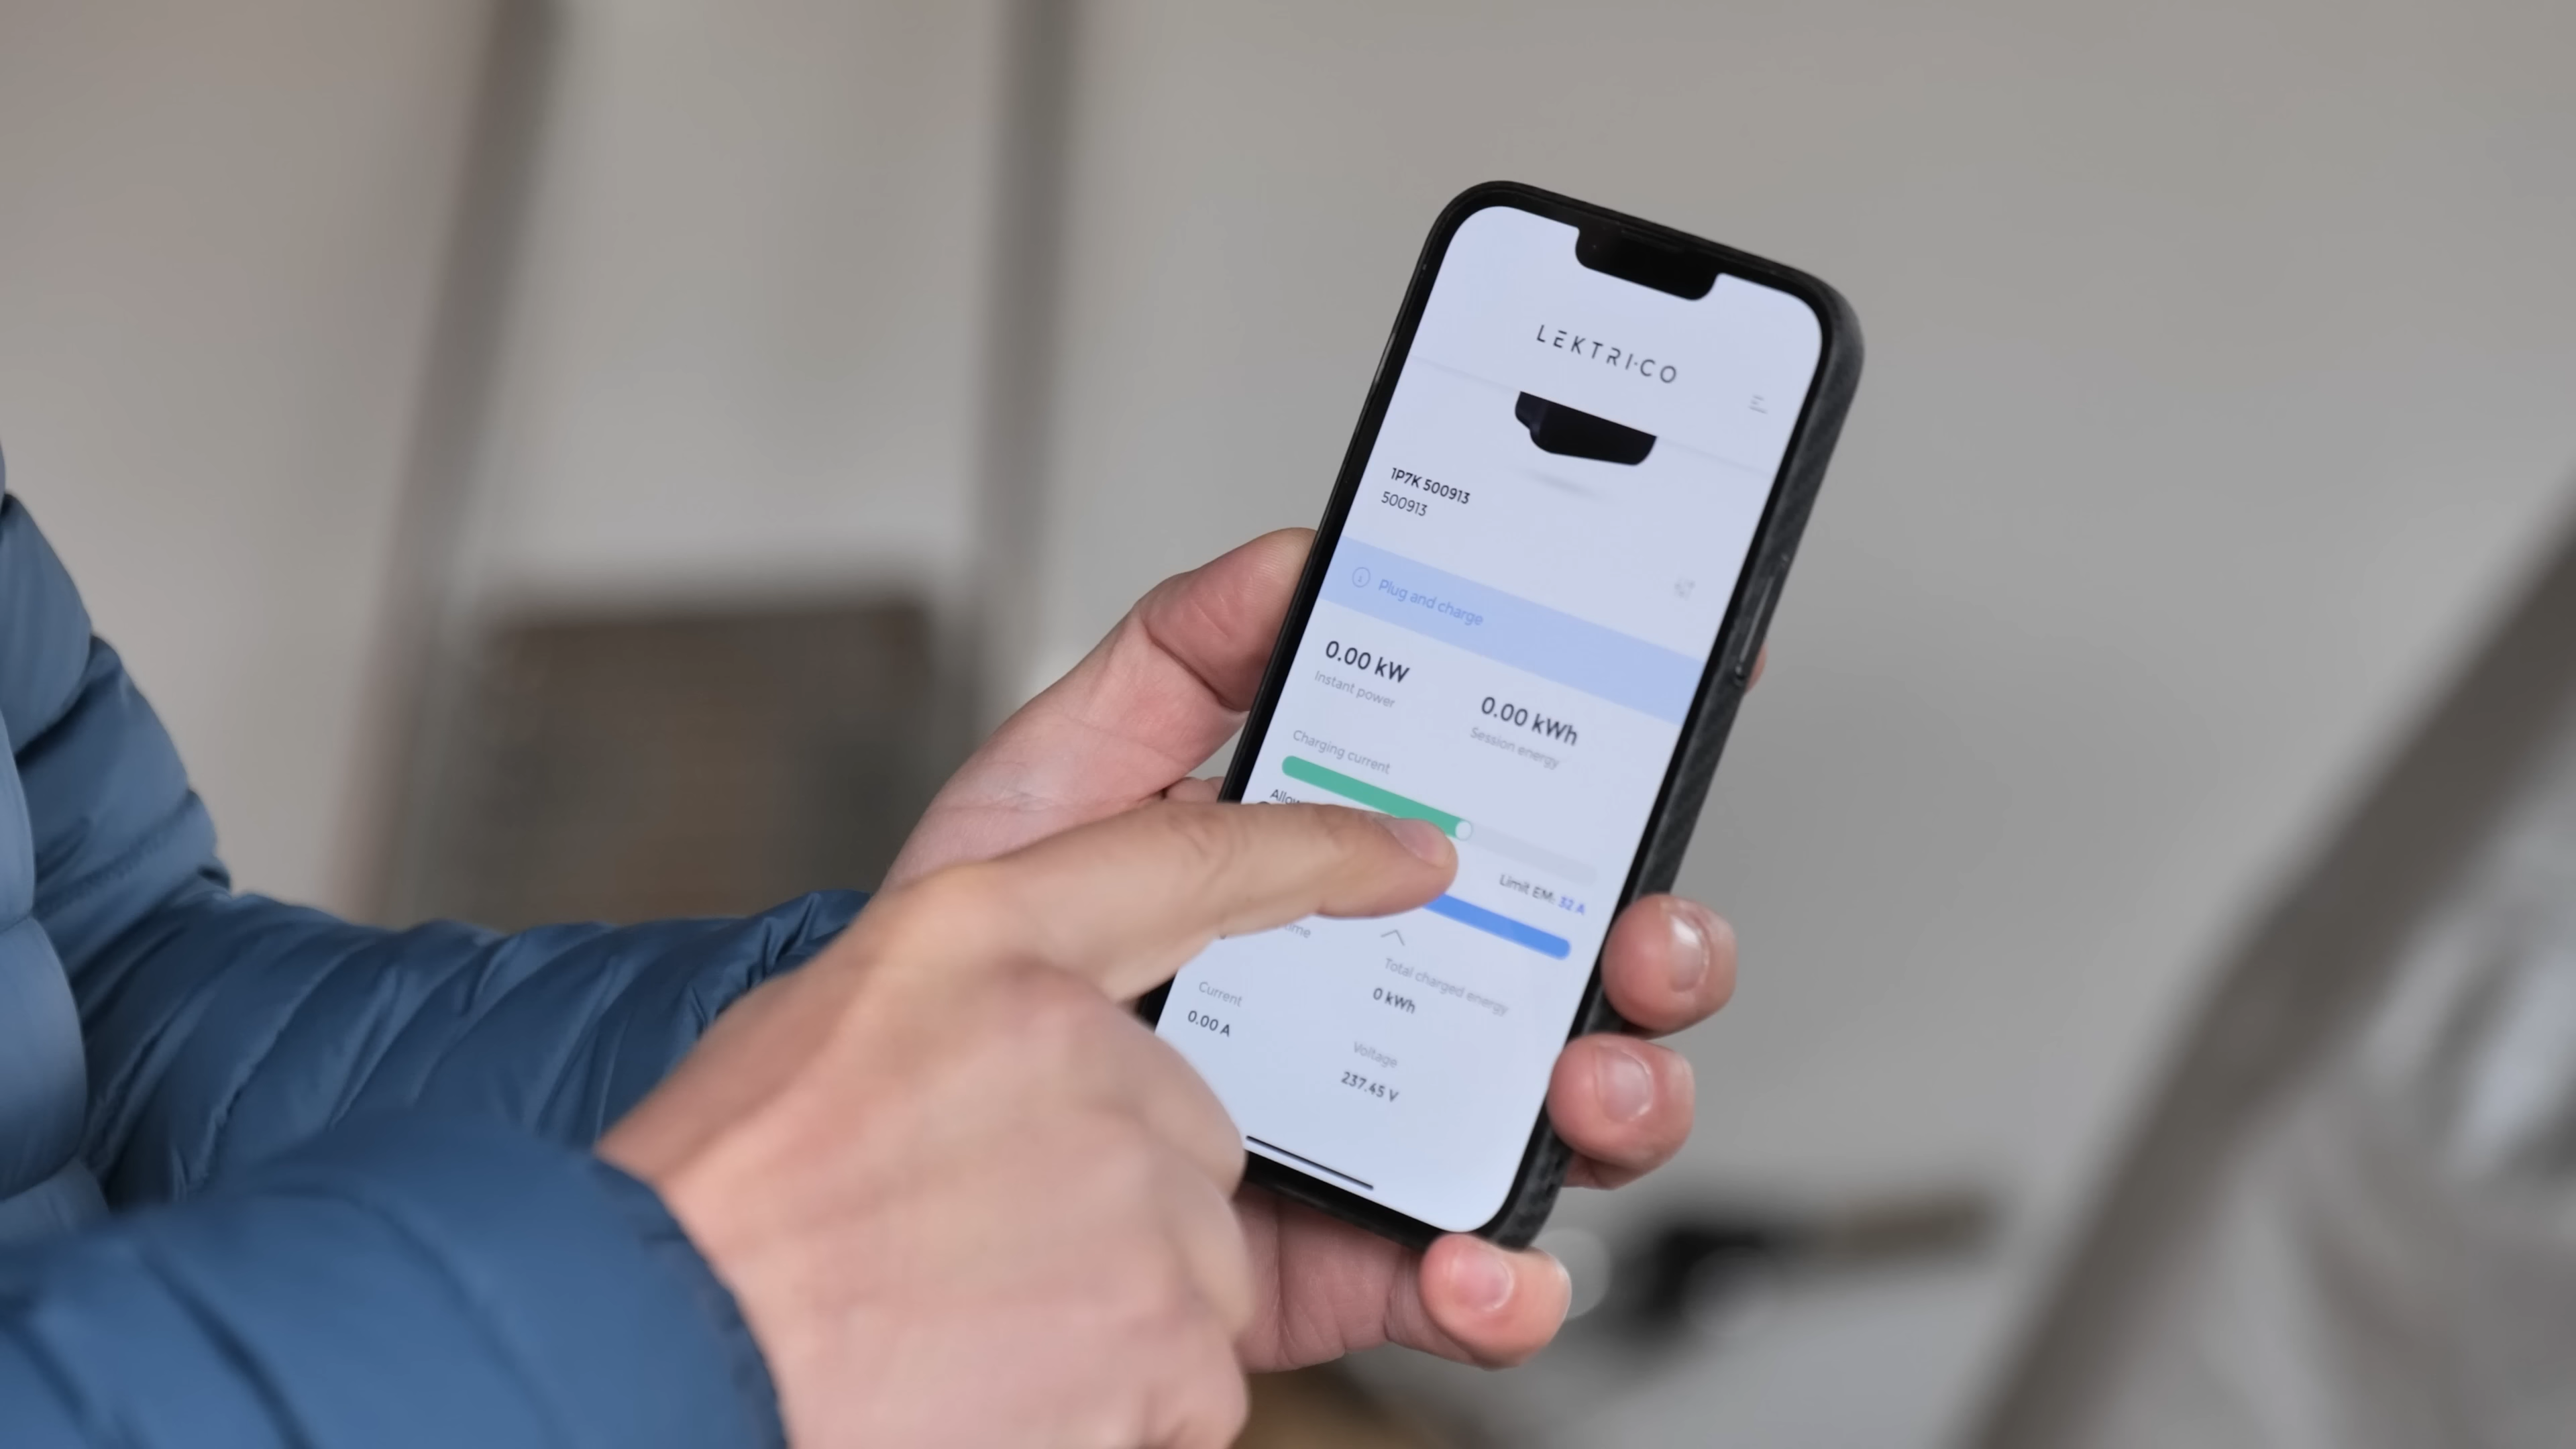 LEKTRI.CO
1P7K 500913
500913
Plug and charge
0.00 kW
Instant power
0.00 kWh
Session energy
Charging current
Limit EM: 32 A
Total charged energy
0 kWh
Current
0.00 A
Voltage
237.45 V